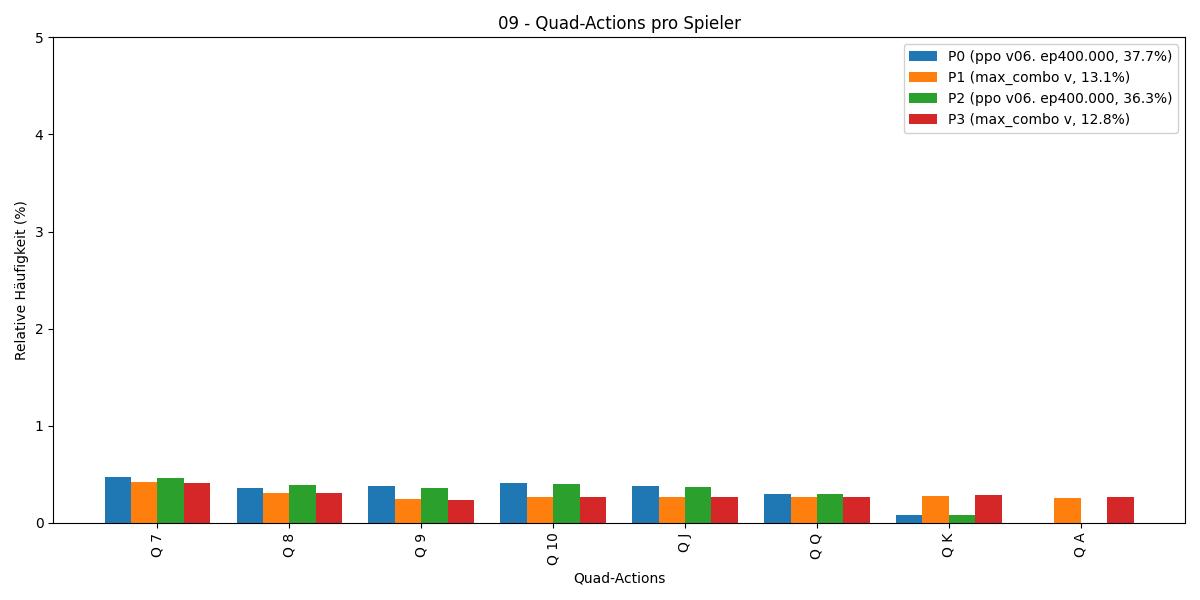 09 - Quad-Actions pro Spieler
P0 (ppo v06. ep400.000, 37.7%)
P1 (max_combo v, 13.1%)
P2 (ppo v06. ep400.000, 36.3%)
P3 (max_combo v, 12.8%)
Relative Häufigkeit (%)
5
4
3
2
1
0
Q 7
Q 8
Q 9
Q 10
Q J
Q Q
Q K
Q A
Quad-Actions